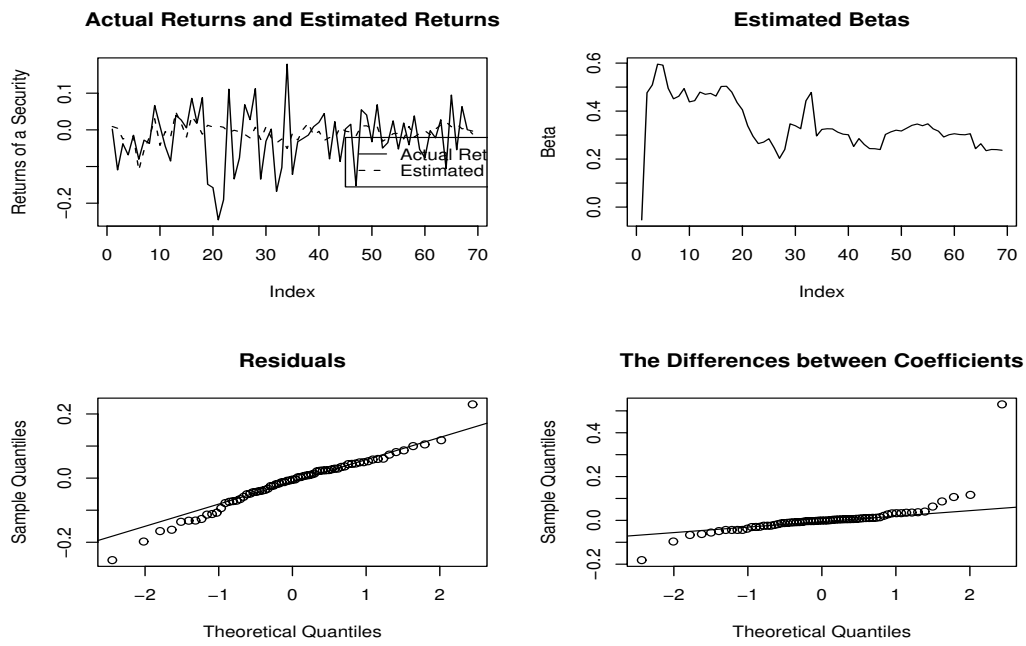 Actual Returns and Estimated Returns
Returns of a Security
−0.2
0.0
0.1
Actual Ret
Estimated
0 10 20 30 40 50 60 70
Index
Estimated Betas
Beta
0.0
0.2
0.4
0.6
0 10 20 30 40 50 60 70
Index
Residuals
Sample Quantiles
−0.2
0.0
0.2
−2 −1 0 1 2
Theoretical Quantiles
The Differences between Coefficients
Sample Quantiles
−0.2
0.0
0.2
0.4
−2 −1 0 1 2
Theoretical Quantiles